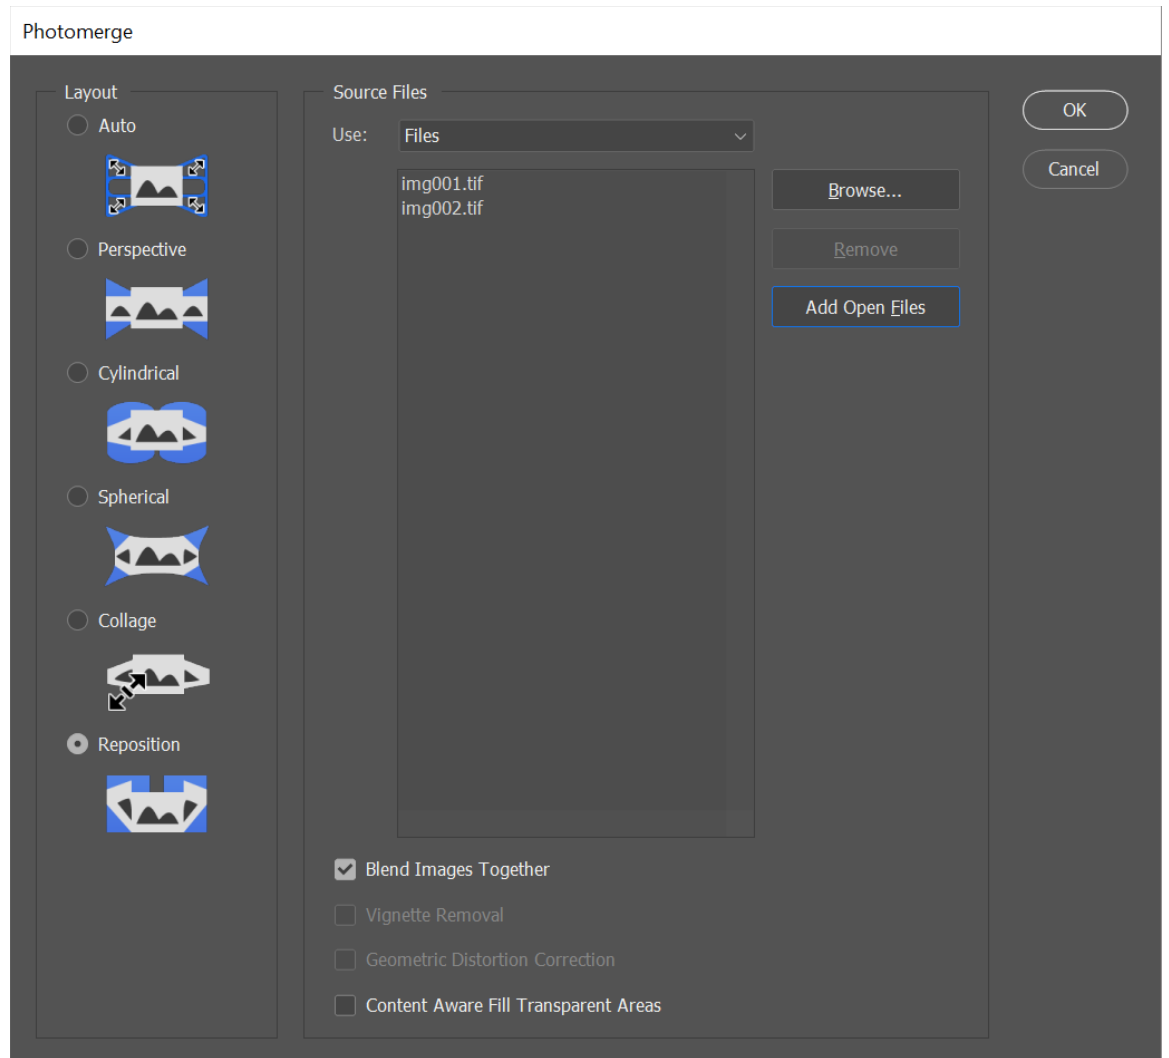 Photomerge
Layout
Auto
Perspective
Cylindrical
Spherical
Collage
Reposition
Source Files
Use: Files
img001.tif
img002.tif
Browse...
Remove
Add Open Files
Blend Images Together
Vignette Removal
Geometric Distortion Correction
Content Aware Fill Transparent Areas
OK
Cancel